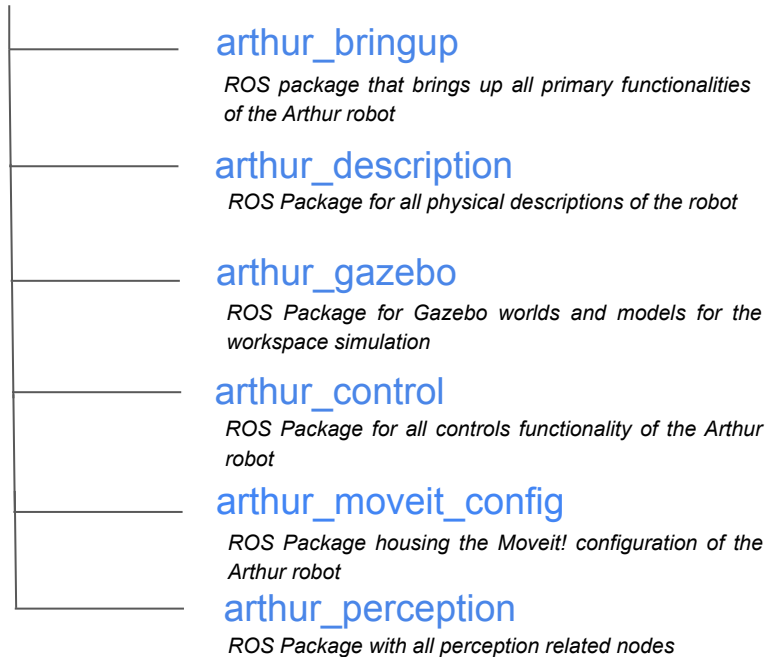 arthur_bringup
ROS package that brings up all primary functionalities
of the Arthur robot
arthur_description
ROS Package for all physical descriptions of the robot
arthur_gazebo
ROS Package for Gazebo worlds and models for the
workspace simulation
arthur_control
ROS Package for all controls functionality of the Arthur
robot
arthur_moveit_config
ROS Package housing the Moveit! configuration of the
Arthur robot
arthur_perception
ROS Package with all perception related nodes